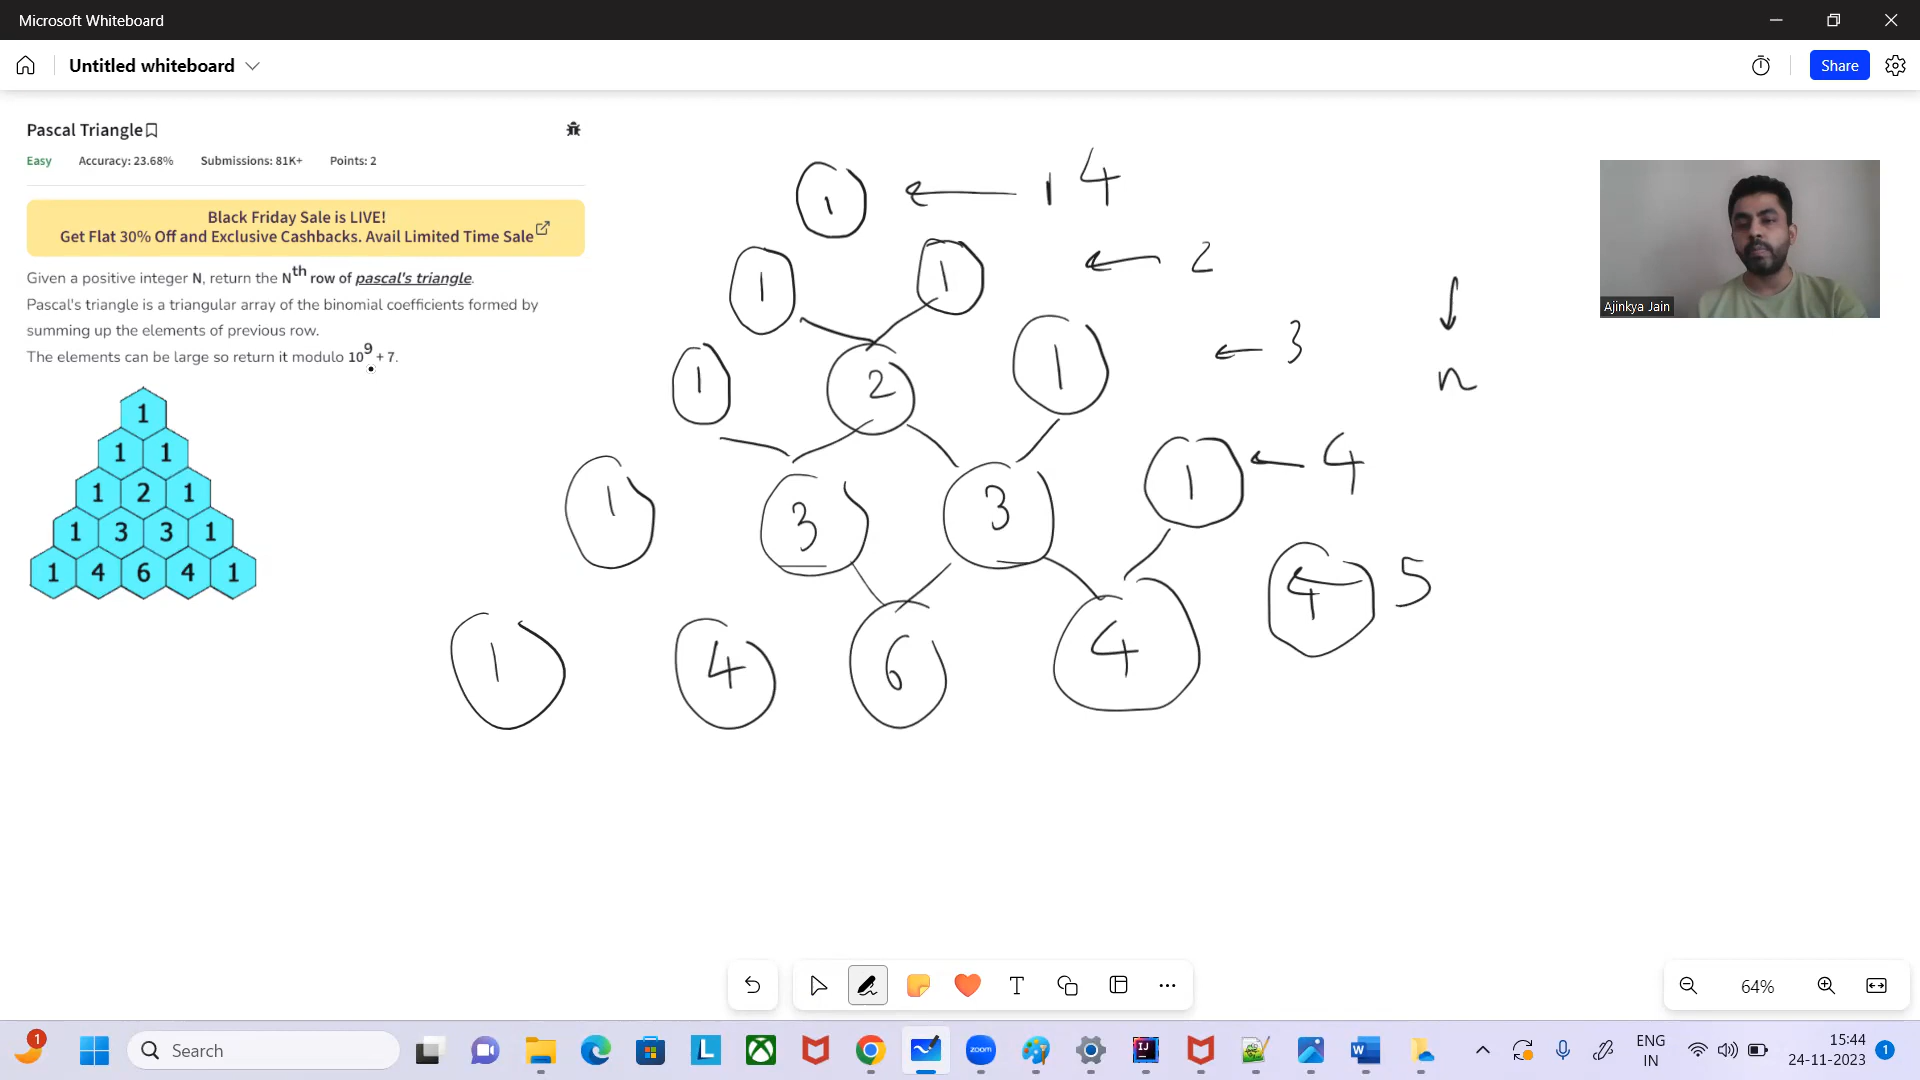 Microsoft Whiteboard
Untitled whiteboard
Share
Pascal Triangle
Easy Accuracy: 23.68% Submissions: 81K+ Points: 2
Black Friday Sale is LIVE!
Get Flat 30% Off and Exclusive Cashbacks. Avail Limited Time Sale
Given a positive integer N, return the Nth row of pascal's triangle.
Pascal's triangle is a triangular array of the binomial coefficients formed by
summing up the elements of previous row.
The elements can be large so return it modulo 10^9 + 7.
1
1 1
1 2 1
1 3 3 1
1 4 6 4 1
1 1 4
1 1 2
1 2 1 3
n
1 3 3 1 4
4 5
1 4 6 4
Ajinkya Jain
64%
1
Search
L
zoom
IJ
W
ENG
IN
15:44
24-11-2023
1